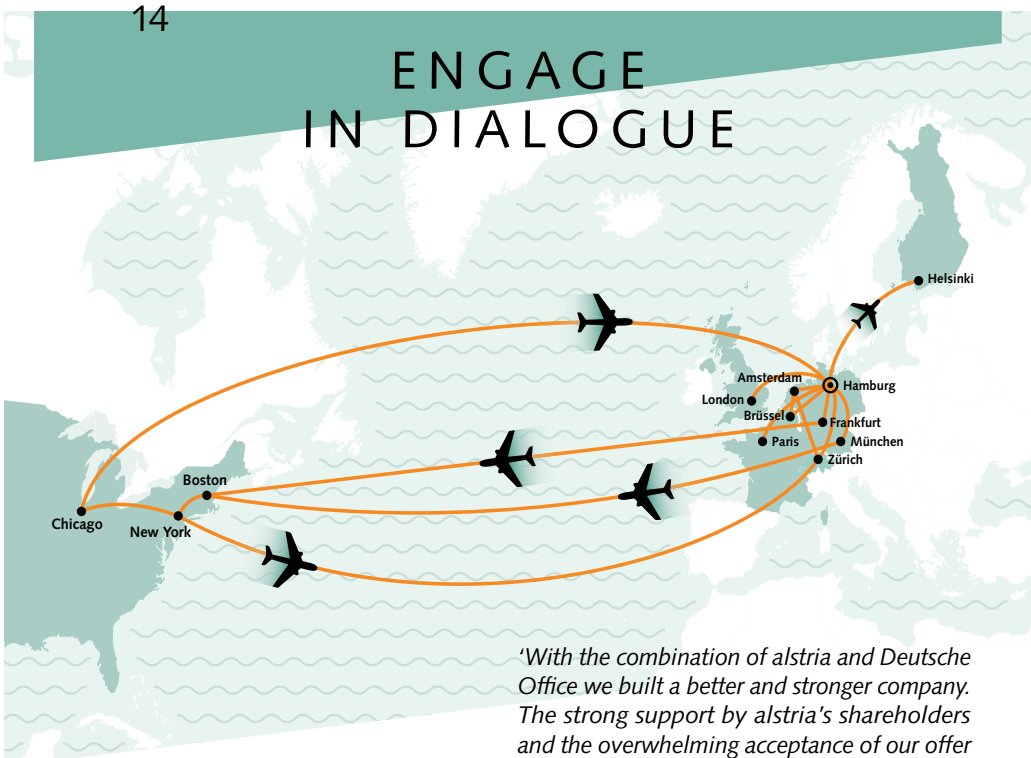 14
ENGAGE
IN DIALOGUE
Helsinki
Amsterdam
Hamburg
London
Brüssel
Frankfurt
Paris
München
Zürich
Boston
Chicago
New York
‘With the combination of alstria and Deutsche
Office we built a better and stronger company.
The strong support by alstria’s shareholders
and the overwhelming acceptance of our offer